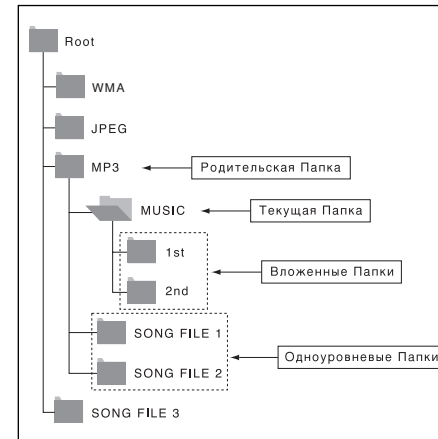 Root
WMA
JPEG
MP3
Родительская Папка
MUSIC
Текущая Папка
1st
2nd
Вложенные Папки
SONG FILE 1
SONG FILE 2
Одноуровневые Папки
SONG FILE 3